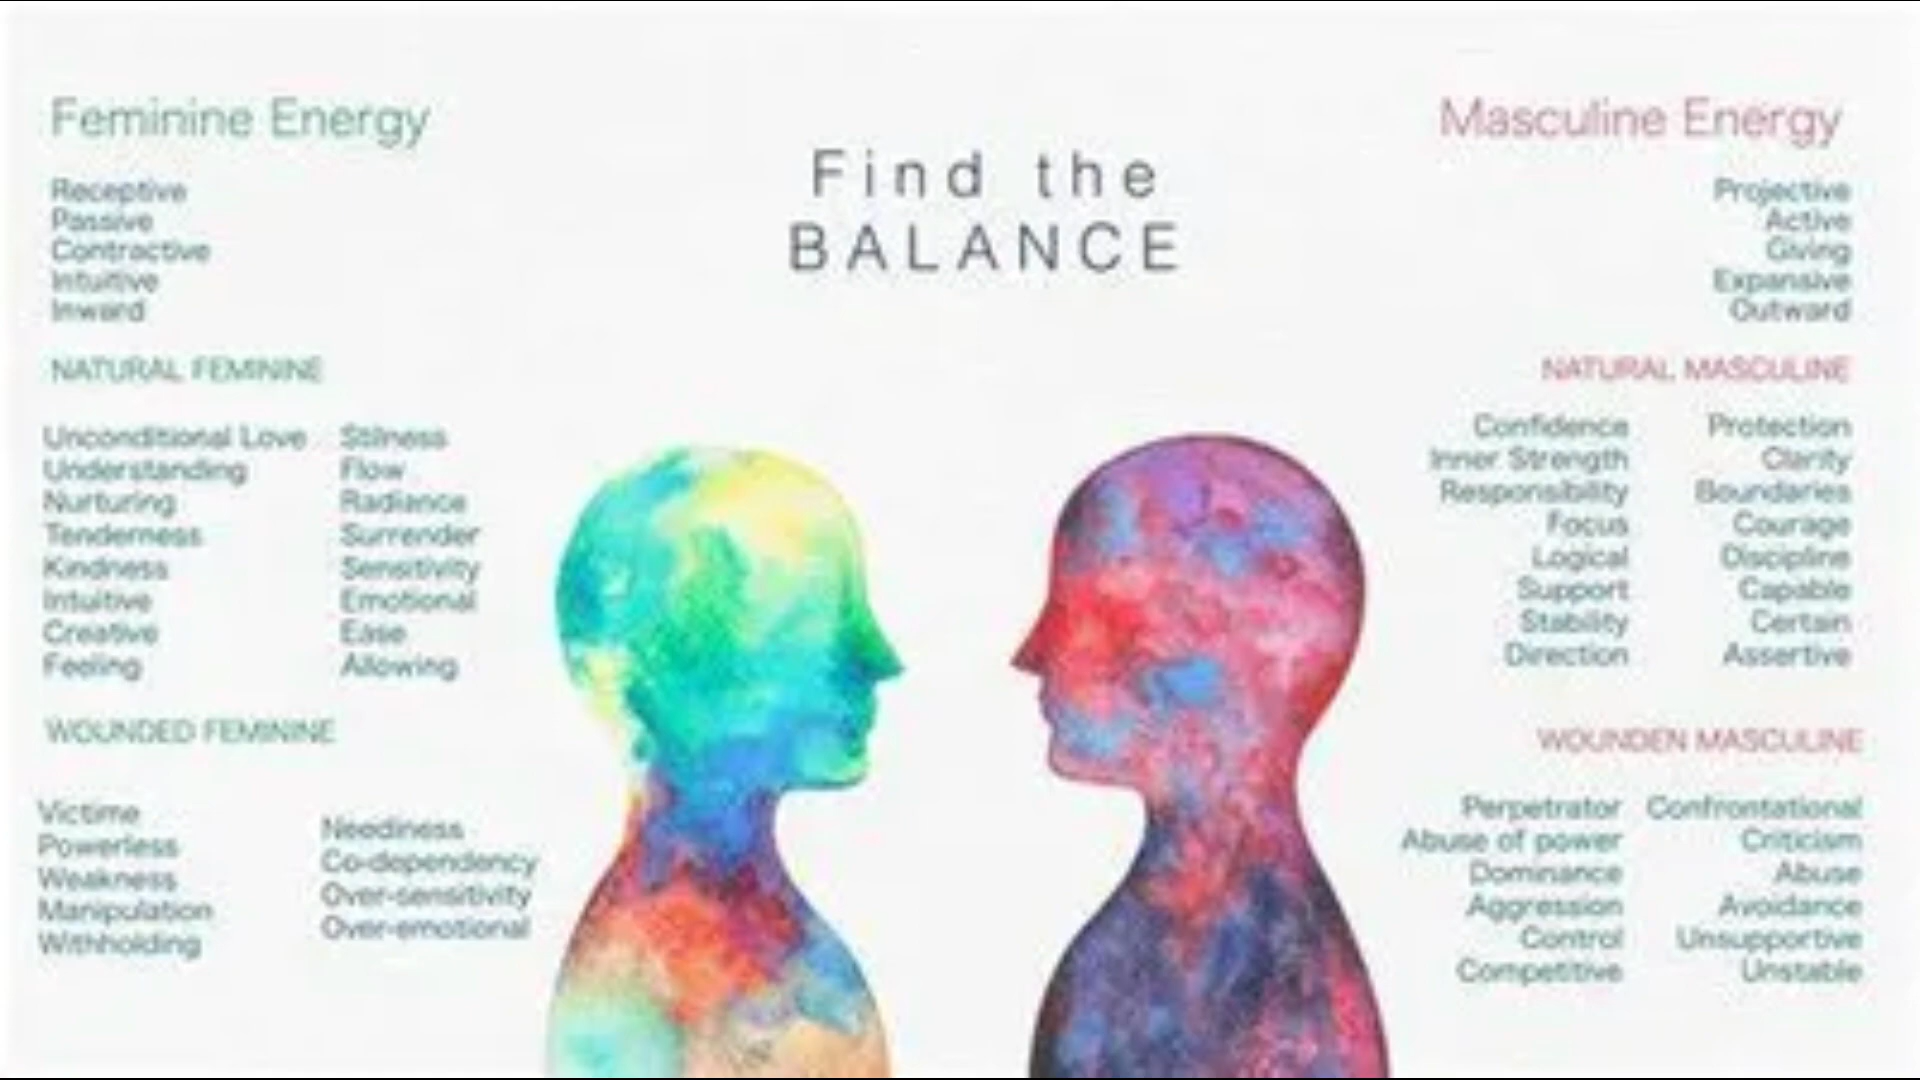 Feminine Energy
Receptive
Passive
Contractive
Intuitive
Inward
NATURAL FEMININE
Unconditional Love
Understanding
Nurturing
Tenderness
Kindness
Intuitive
Creative
Feeling
Stilness
Flow
Radiance
Surrender
Sensitivity
Emotional
Ease
Allowing
WOUNDED FEMININE
Victime
Powerless
Weakness
Manipulation
Withholding
Neediness
Co-dependency
Over-sensitivity
Over-emotional
Find the
BALANCE
Masculine Energy
Projective
Active
Giving
Expansive
Outward
NATURAL MASCULINE
Confidence
Inner Strength
Responsibility
Focus
Logical
Support
Stability
Direction
Protection
Clarity
Boundaries
Courage
Discipline
Capable
Certain
Assertive
WOUNDEN MASCULINE
Perpetrator
Abuse of power
Dominance
Aggression
Control
Competitive
Confrontational
Criticism
Abuse
Avoidance
Unsupportive
Unstable